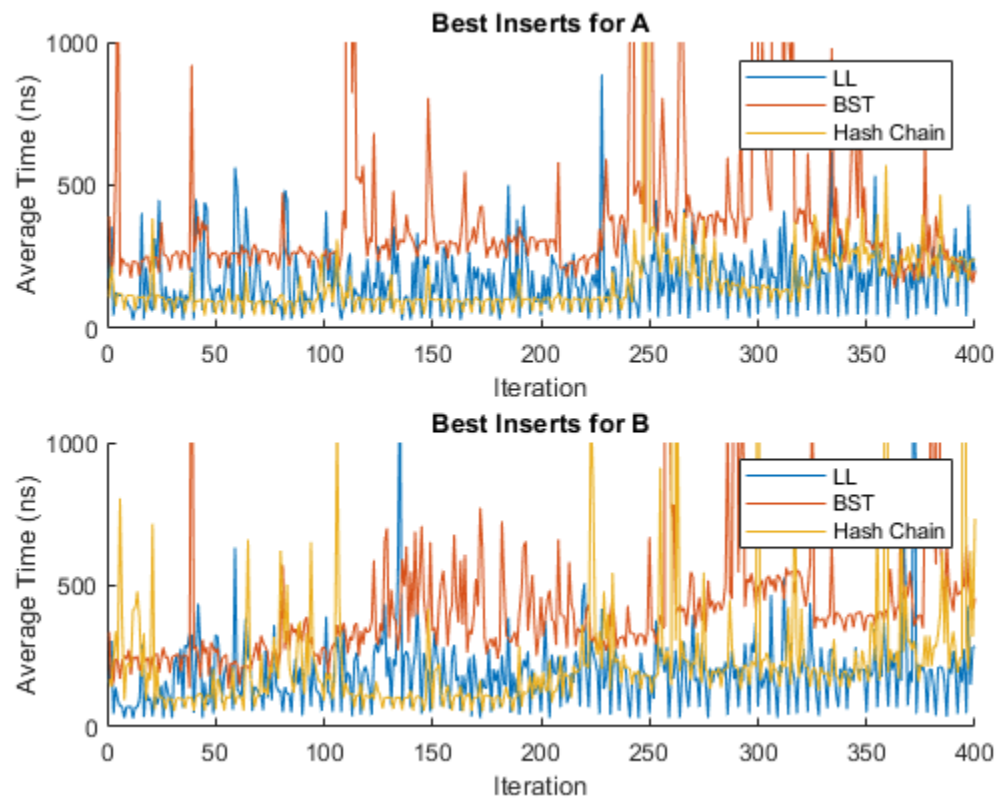 Best Inserts for A
1000
500
0
Average Time (ns)
LL
BST
Hash Chain
0 50 100 150 200 250 300 350 400
Iteration
Best Inserts for B
1000
500
0
Average Time (ns)
LL
BST
Hash Chain
0 50 100 150 200 250 300 350 400
Iteration